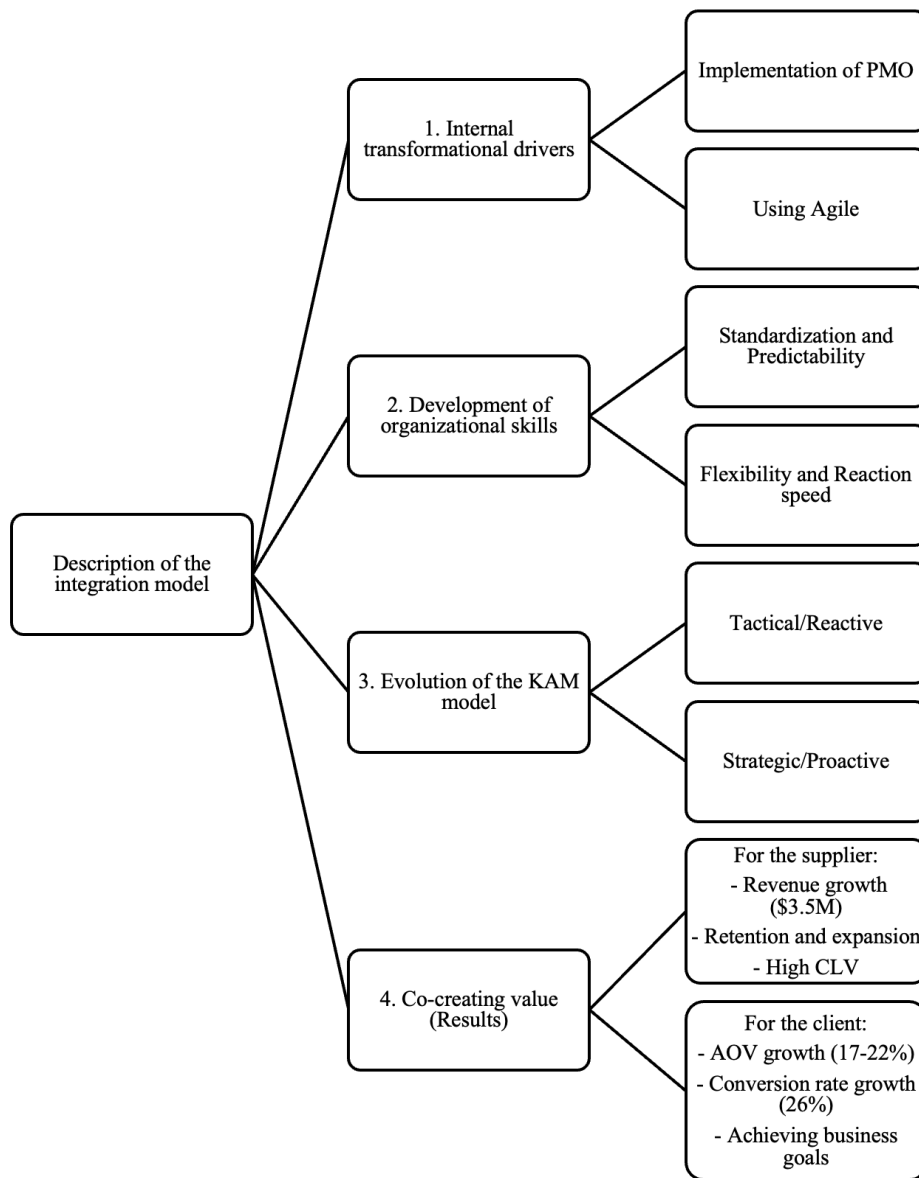 Description of the
integration model
1. Internal
transformational drivers
Implementation of PMO
Using Agile
2. Development of
organizational skills
Standardization and
Predictability
Flexibility and Reaction
speed
3. Evolution of the KAM
model
Tactical/Reactive
Strategic/Proactive
4. Co-creating value
(Results)
For the supplier:
- Revenue growth
($3.5M)
- Retention and expansion
- High CLV
For the client:
- AOV growth (17-22%)
- Conversion rate growth
(26%)
- Achieving business
goals